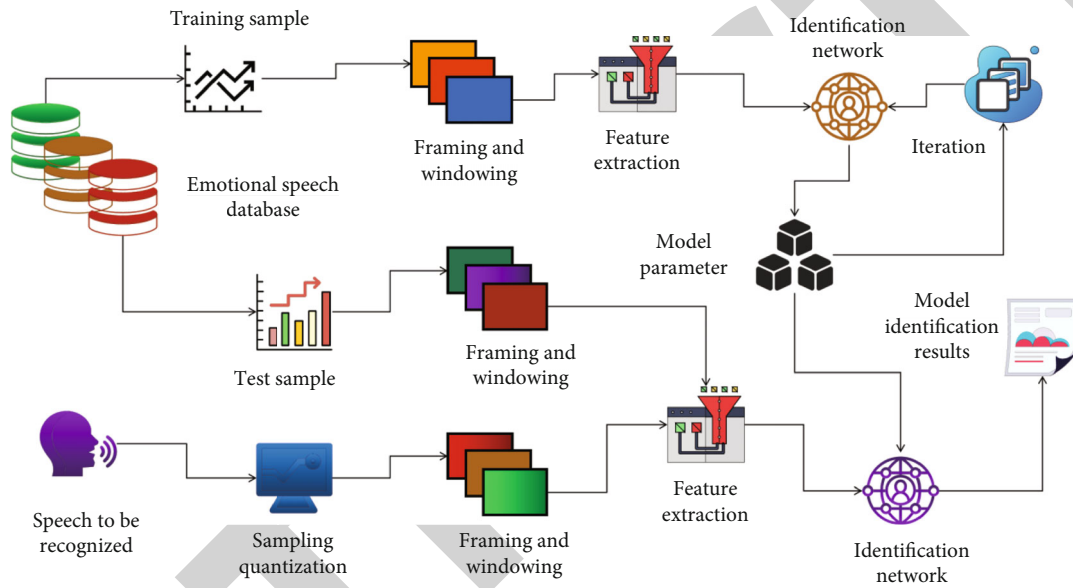 Training sample
Identification
network
Framing and
windowing
Feature
extraction
Iteration
Emotional speech
database
Model
parameter
Model
identification
results
Test sample
Framing and
windowing
Speech to be
recognized
Sampling
quantization
Framing and
windowing
Feature
extraction
Identification
network